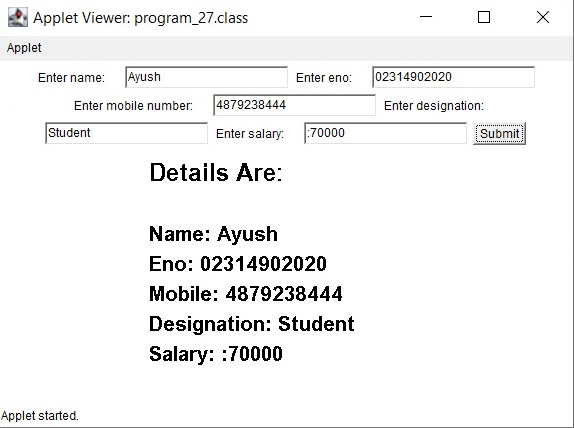 Applet Viewer: program_27.class
Applet
Enter name: Ayush Enter eno: 02314902020
Enter mobile number: 4879238444 Enter designation:
Student Enter salary: :70000 Submit
Details Are:
Name: Ayush
Eno: 02314902020
Mobile: 4879238444
Designation: Student
Salary: :70000
Applet started.